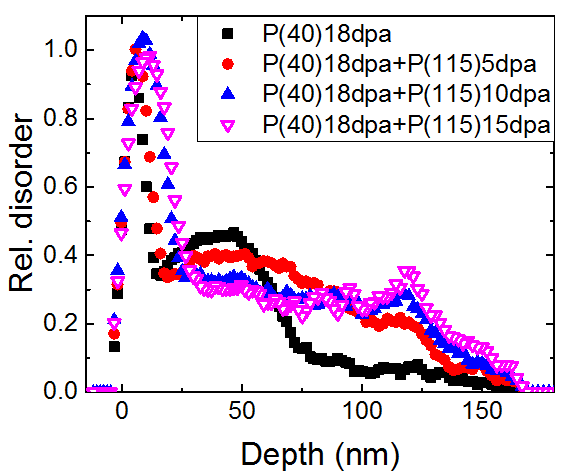 P(40)18dpa
P(40)18dpa+P(115)5dpa
P(40)18dpa+P(115)10dpa
P(40)18dpa+P(115)15dpa
Rel. disorder
1.0
0.8
0.6
0.4
0.2
0.0
0 50 100 150
Depth (nm)